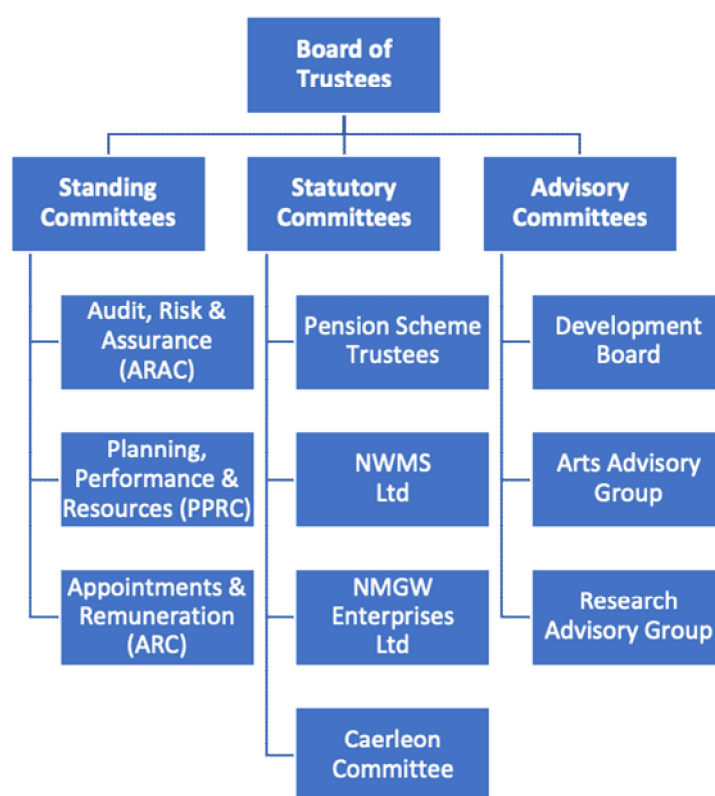 Board of
Trustees
Standing
Committees
Statutory
Committees
Advisory
Committees
Audit, Risk &
Assurance
(ARAC)
Pension Scheme
Trustees
Development
Board
Planning,
Performance &
Resources (PPRC)
NWMS
Ltd
Arts Advisory
Group
Appointments &
Remuneration
(ARC)
NMGW
Enterprises
Ltd
Research
Advisory Group
Caerleon
Committee